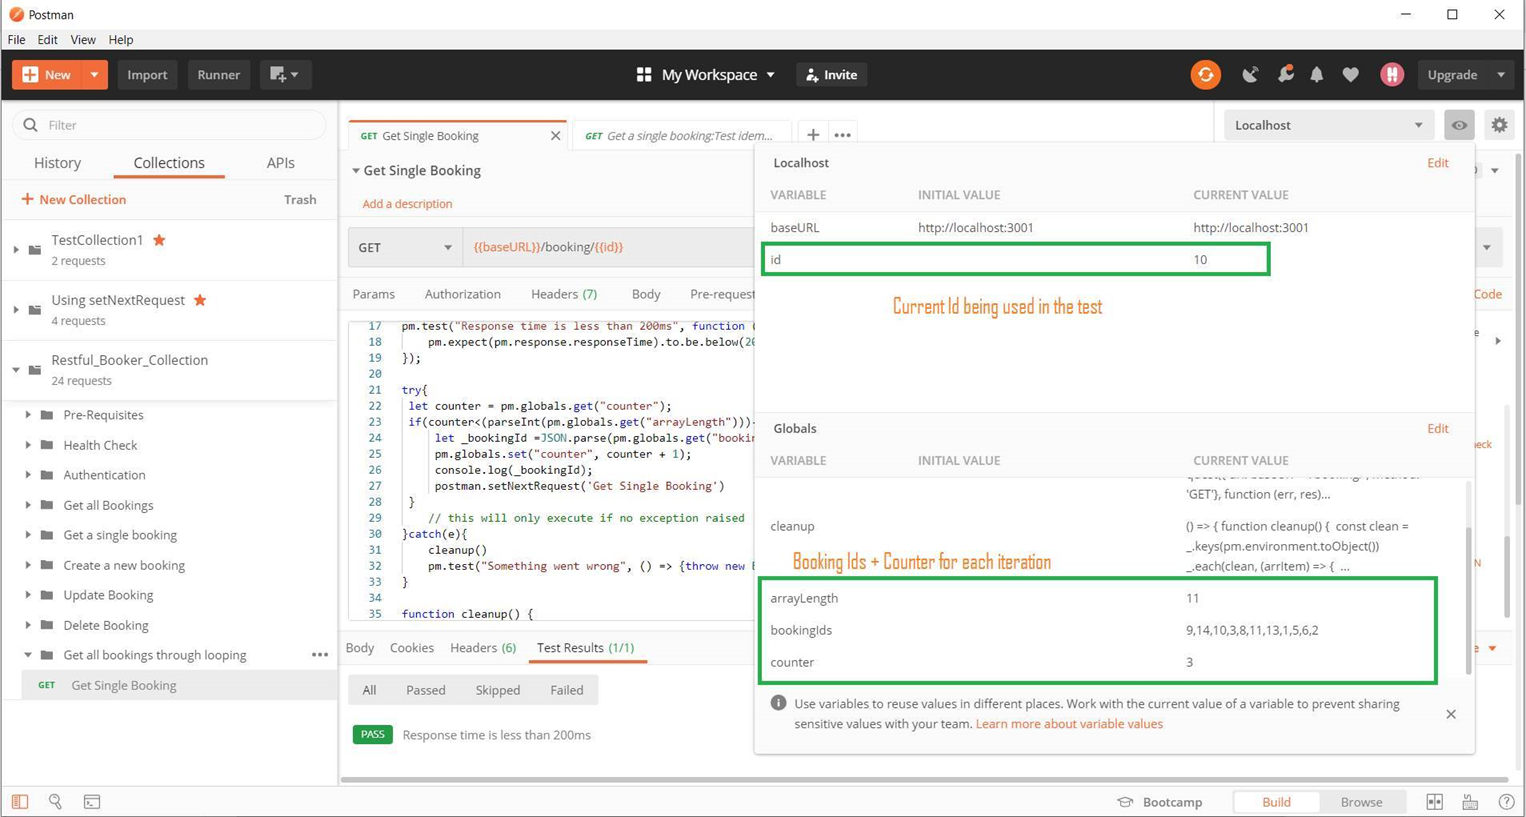 Postman
File Edit View Help
New Import Runner My Workspace Invite Upgrade
Filter
History Collections APIs
New Collection Trash
TestCollection1
2 requests
Using setNextRequest
4 requests
Restful_Booker_Collection
24 requests
Pre-Requisites
Health Check
Authentication
Get all Bookings
Get a single booking
Create a new booking
Update Booking
Delete Booking
Get all bookings through looping
GET Get Single Booking
GET Get Single Booking
GET Get a single booking:Test idem...
Localhost
Get Single Booking
Add a description
GET {{baseURL}}/booking/{{id}}
Params Authorization Headers (7) Body Pre-request
Code
17 pm.test("Response time is less than 200ms", function (
18 pm.expect(pm.response.responseTime).to.be.below(20
19 });
20
21 try{
22 let counter = pm.globals.get("counter");
23 if(counter<(parseInt(pm.globals.get("arrayLength")))
24 let _bookingId =JSON.parse(pm.globals.get("bookin
25 pm.globals.set("counter", counter + 1);
26 console.log(_bookingId);
27 postman.setNextRequest('Get Single Booking')
28 }
29 // this will only execute if no exception raised
30 }catch(e){
31 cleanup()
32 pm.test("Something went wrong", () => {throw new E
33 }
34
35 function cleanup() {
Body Cookies Headers (6) Test Results (1/1)
All Passed Skipped Failed
PASS Response time is less than 200ms
Localhost Edit
VARIABLE INITIAL VALUE CURRENT VALUE
baseURL http://localhost:3001 http://localhost:3001
id 10
Current Id being used in the test
Globals Edit
VARIABLE INITIAL VALUE CURRENT VALUE
'GET'}, function (err, res)...
cleanup () => { function cleanup() { const clean =
_.keys(pm.environment.toObject())
_.each(clean, (arrItem) => { ...
Booking Ids + Counter for each iteration
arrayLength 11
bookingIds 9,14,10,3,8,11,13,1,5,6,2
counter 3
Use variables to reuse values in different places. Work with the current value of a variable to prevent sharing
sensitive values with your team. Learn more about variable values
Bootcamp Build Browse